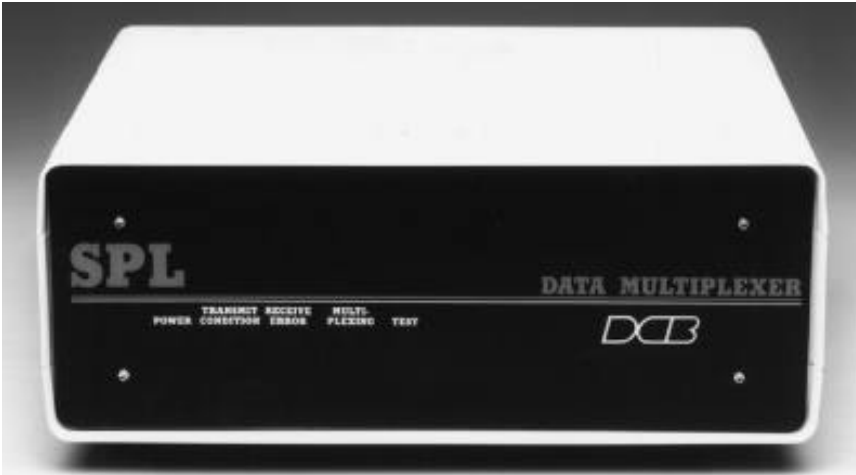 SPL
DATA MULTIPLEXER
TRANSMIT RECEIVE MULTI-
POWER CONDITION ERROR PLEXING TEST
DCB